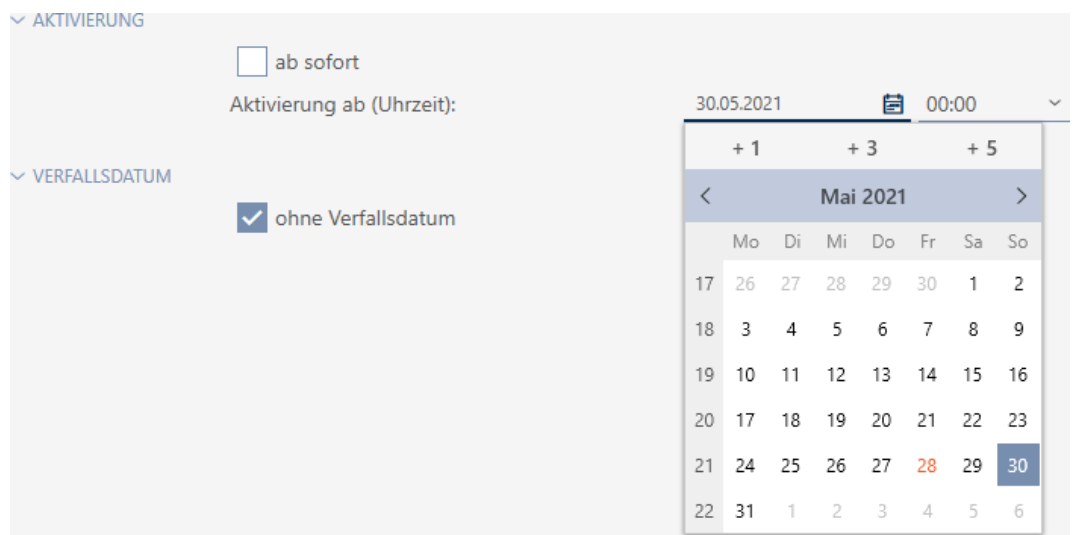 AKTIVIERUNG
ab sofort
Aktivierung ab (Uhrzeit): 30.05.2021 00:00
+ 1 + 3 + 5
VERFALLSDATUM
Mai 2021
ohne Verfallsdatum
Mo Di Mi Do Fr Sa So
17 26 27 28 29 30 1 2
18 3 4 5 6 7 8 9
19 10 11 12 13 14 15 16
20 17 18 19 20 21 22 23
21 24 25 26 27 28 29 30
22 31 1 2 3 4 5 6